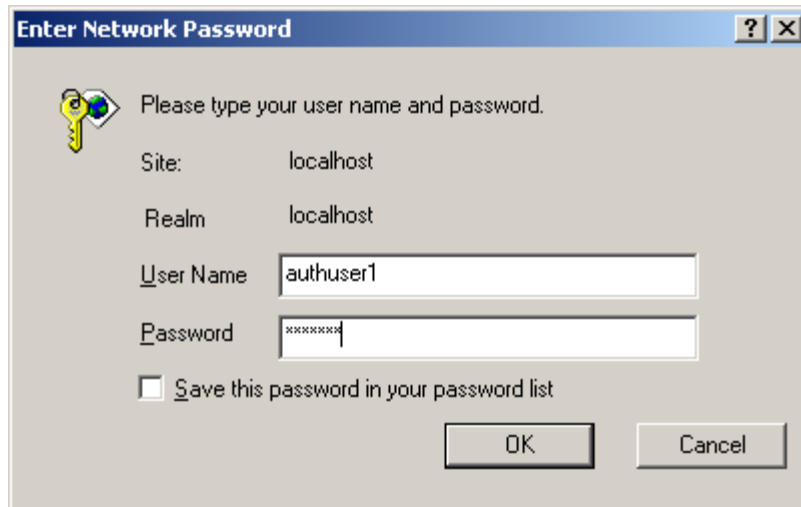 Enter Network Password
Please type your user name and password.
Site: localhost
Realm localhost
User Name authuser1
Password *******
Save this password in your password list
OK Cancel